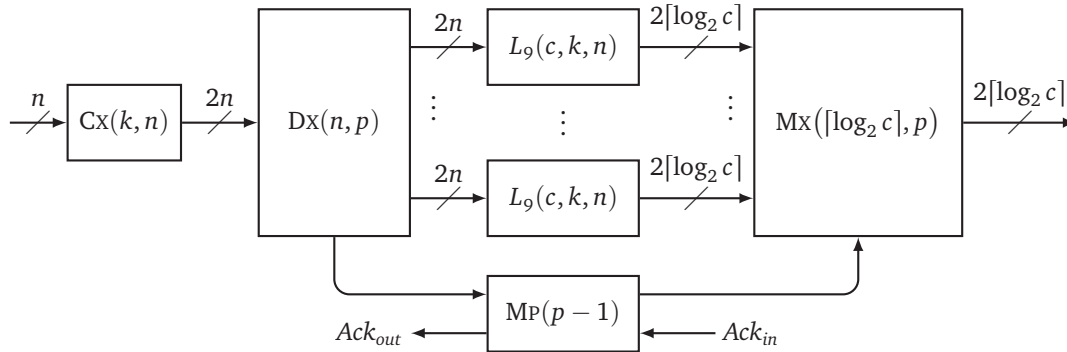 2n 2⌈log₂ c⌉
L₉(c, k, n)
n 2n 2⌈log₂ c⌉
Cx(k, n) Dx(n, p) ⋮ ⋮ ⋮ Mx(⌈log₂ c⌉, p)
2n 2⌈log₂ c⌉
L₉(c, k, n)
Mp(p − 1)
Ack_out Ack_in